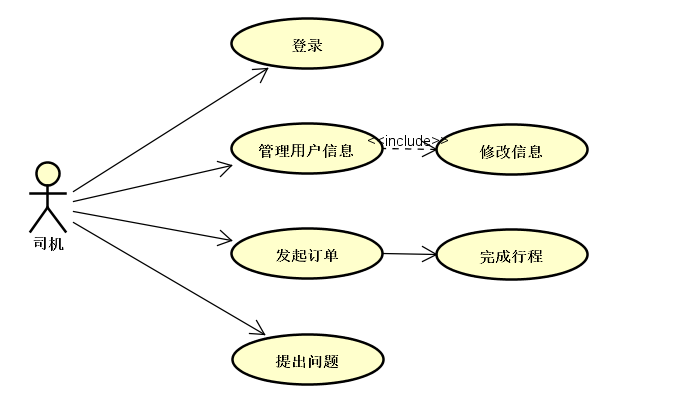 登录
管理用户信息
<<include>>
修改信息
司机
发起订单
完成行程
提出问题